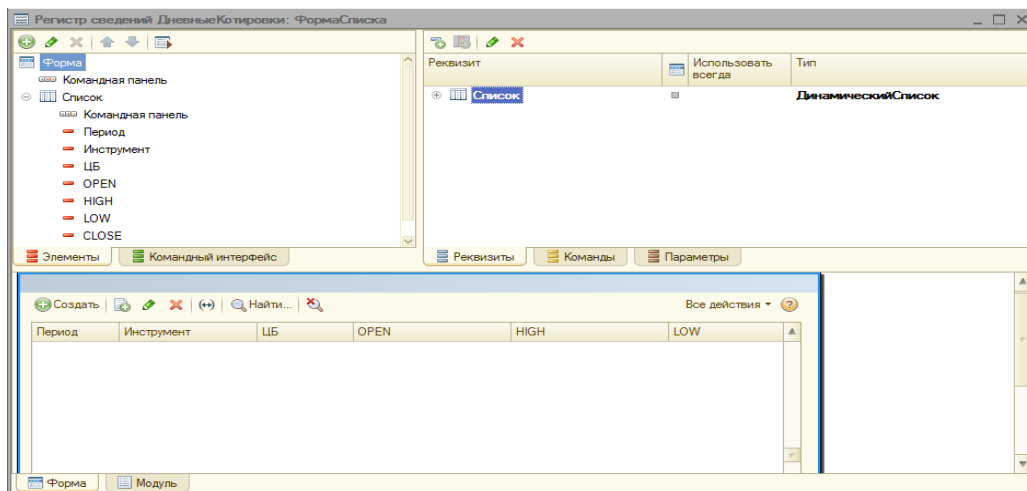 Регистр сведений ДневныеКотировки: ФормаСписка
Форма
Командная панель
Список
Командная панель
Период
Инструмент
ЦБ
OPEN
HIGH
LOW
CLOSE
Элементы Командный интерфейс
Реквизит Использовать всегда Тип
Список ДинамическийСписок
Реквизиты Команды Параметры
Создать Найти... Все действия
Период Инструмент ЦБ OPEN HIGH LOW
Форма Модуль